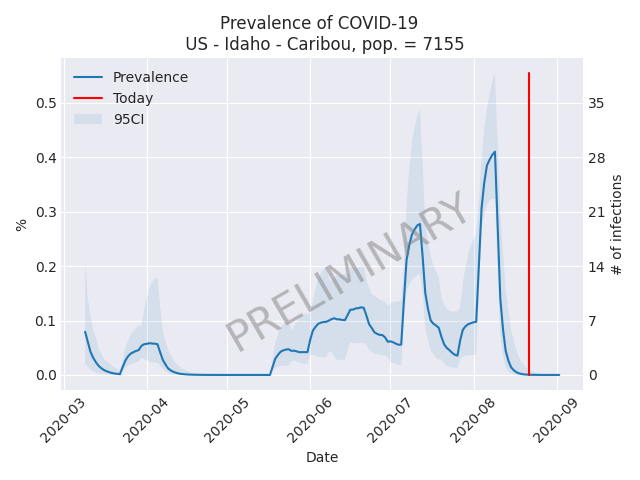 Prevalence of COVID-19
US - Idaho - Caribou, pop. = 7155
Prevalence
Today
95CI
0.5
0.4
0.3
0.2
0.1
0.0
%
35
28
21
14
7
0
# of infections
PRELIMINARY
2020-03
2020-04
2020-05
2020-06
2020-07
2020-08
2020-09
Date